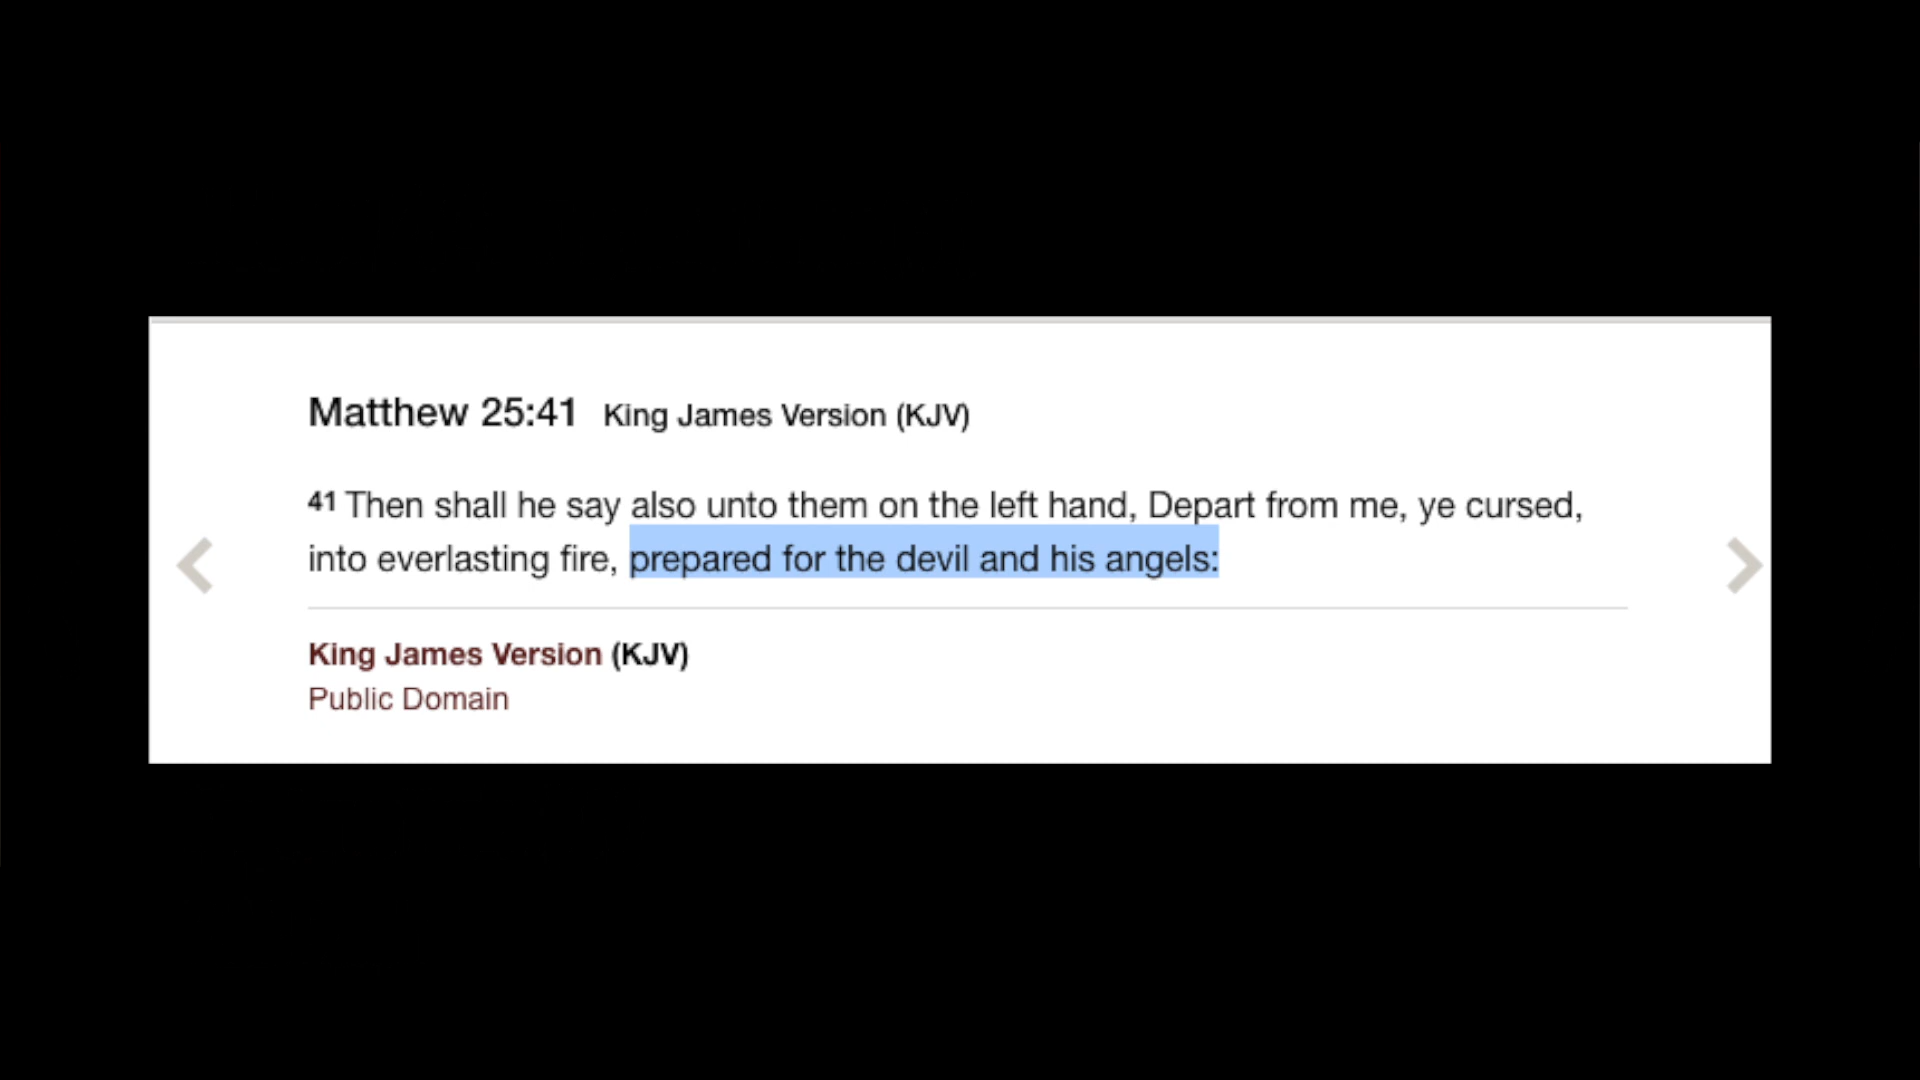 Matthew 25:41 King James Version (KJV)
41 Then shall he say also unto them on the left hand, Depart from me, ye cursed,
into everlasting fire, prepared for the devil and his angels:
King James Version (KJV)
Public Domain